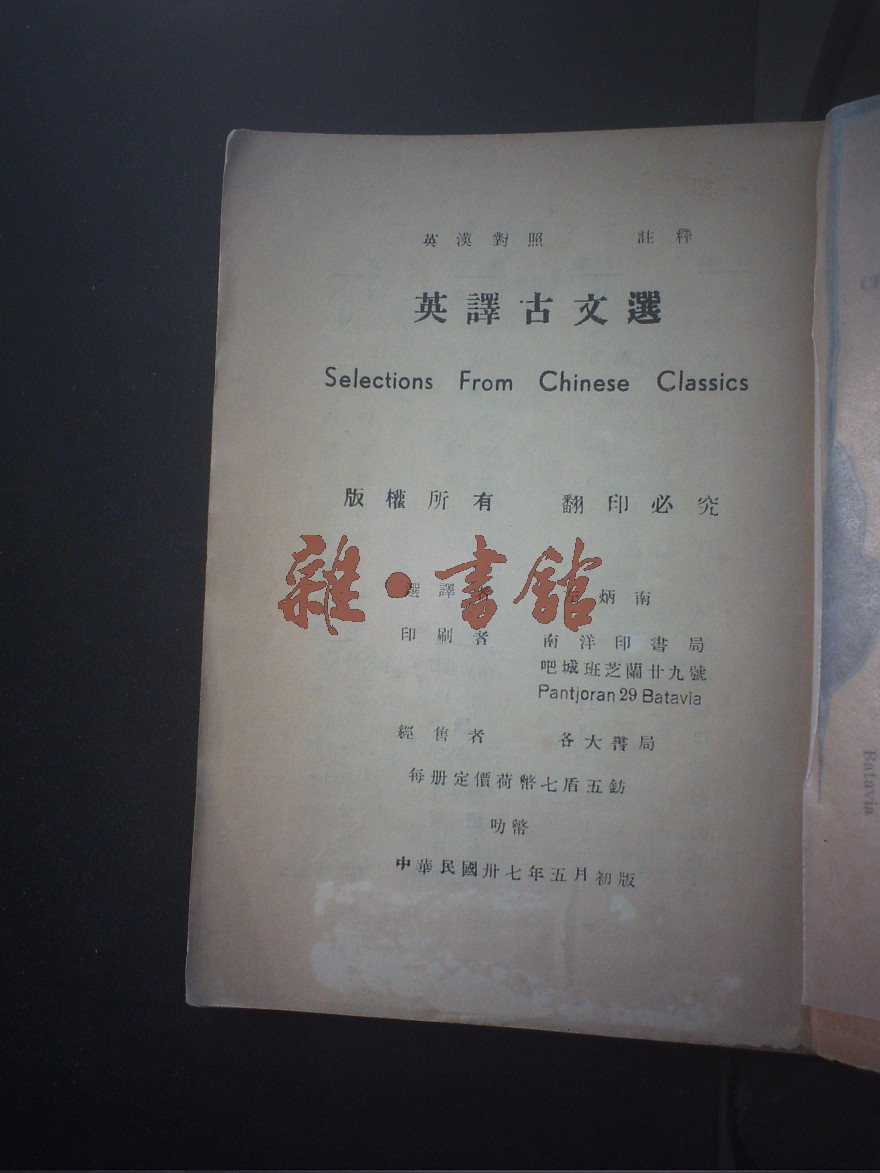 英漢對照 註釋
英譯古文選
Selections From Chinese Classics
版權所有 翻印必究
雜·書館
選譯者 炳南
印刷者 南洋印書局
吧城班芝蘭廿九號
Pantjoran 29 Batavia
經售者 各大書局
每册定價荷幣七盾五鈁
叻幣
中華民國卅七年五月初版
Batavia